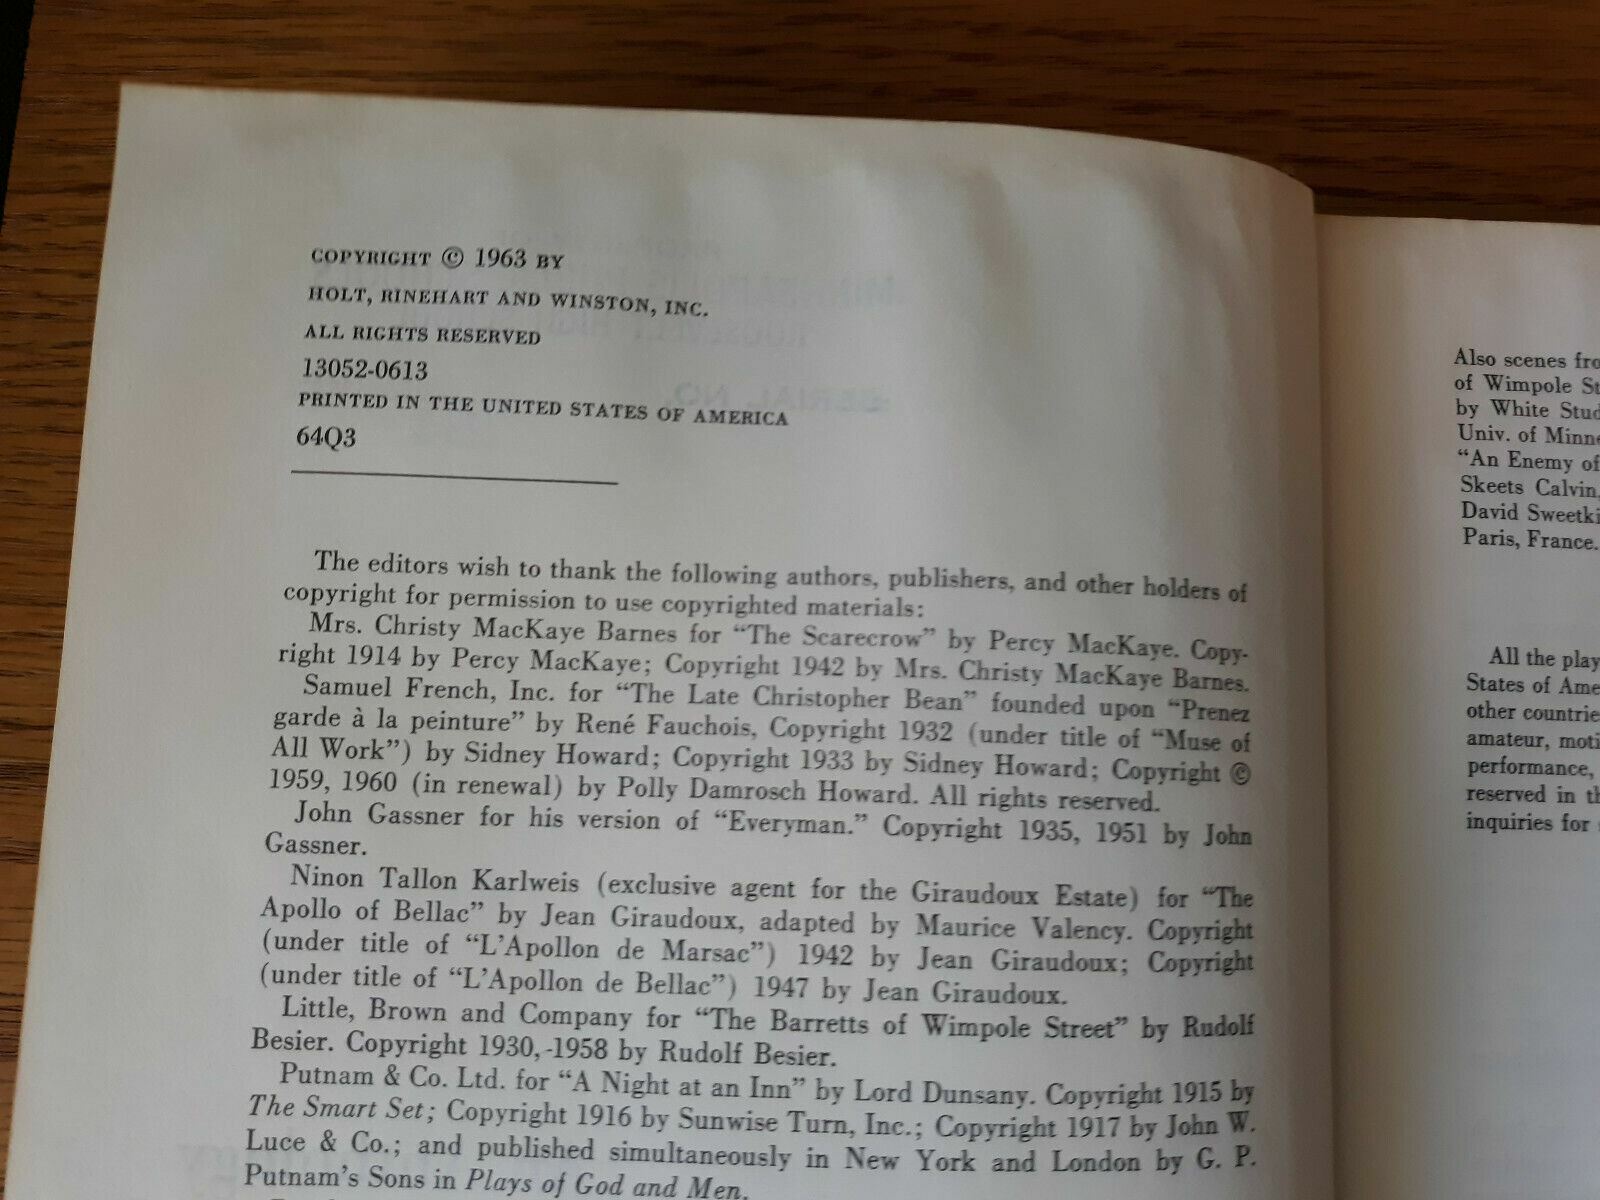 COPYRIGHT © 1963 BY
HOLT, RINEHART AND WINSTON, INC.
ALL RIGHTS RESERVED
13052-0613
PRINTED IN THE UNITED STATES OF AMERICA
64Q3
The editors wish to thank the following authors, publishers, and other holders of
copyright for permission to use copyrighted materials:
Mrs. Christy MacKaye Barnes for “The Scarecrow” by Percy MacKaye. Copy-
right 1914 by Percy MacKaye; Copyright 1942 by Mrs. Christy MacKaye Barnes.
Samuel French, Inc. for “The Late Christopher Bean” founded upon “Prenez
garde à la peinture” by René Fauchois, Copyright 1932 (under title of “Muse of
All Work”) by Sidney Howard; Copyright 1933 by Sidney Howard; Copyright ©
1959, 1960 (in renewal) by Polly Damrosch Howard. All rights reserved.
John Gassner for his version of “Everyman.” Copyright 1935, 1951 by John
Gassner.
Ninon Tallon Karlweis (exclusive agent for the Giraudoux Estate) for “The
Apollo of Bellac” by Jean Giraudoux, adapted by Maurice Valency. Copyright
(under title of “L'Apollon de Marsac”) 1942 by Jean Giraudoux; Copyright
(under title of “L'Apollon de Bellac”) 1947 by Jean Giraudoux.
Little, Brown and Company for “The Barretts of Wimpole Street” by Rudolf
Besier. Copyright 1930, 1958 by Rudolf Besier.
Putnam & Co. Ltd. for “A Night at an Inn” by Lord Dunsany. Copyright 1915 by
The Smart Set; Copyright 1916 by Sunwise Turn, Inc.; Copyright 1917 by John W.
Luce & Co.; and published simultaneously in New York and London by G. P.
Putnam's Sons in Plays of God and Men.
Also scenes fro
of Wimpole St
by White Stud
Univ. of Minne
“An Enemy of
Skeets Calvin,
David Sweetki
Paris, France.
All the play
States of Ame
other countrie
amateur, moti
performance,
reserved in th
inquiries for